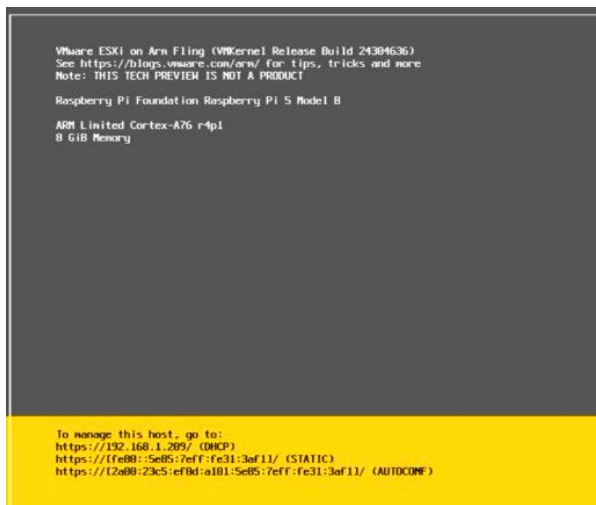 VMware ESXi on Arm Fling (VMKernel Release Build 24304636)
See https://blogs.vmware.com/arm/ for tips, tricks and more
Note: THIS TECH PREVIEW IS NOT A PRODUCT
Raspberry Pi Foundation Raspberry Pi 5 Model B
ARM Limited Cortex-A76 r4p1
8 GiB Memory
To manage this host, go to:
https://192.168.1.209/ (DHCP)
https://[fe80::5e85:7eff:fe31:3af1]/ (STATIC)
https://[2a00:23c5:ef0d:a101:5e85:7eff:fe31:3af1]/ (AUTOCONF)